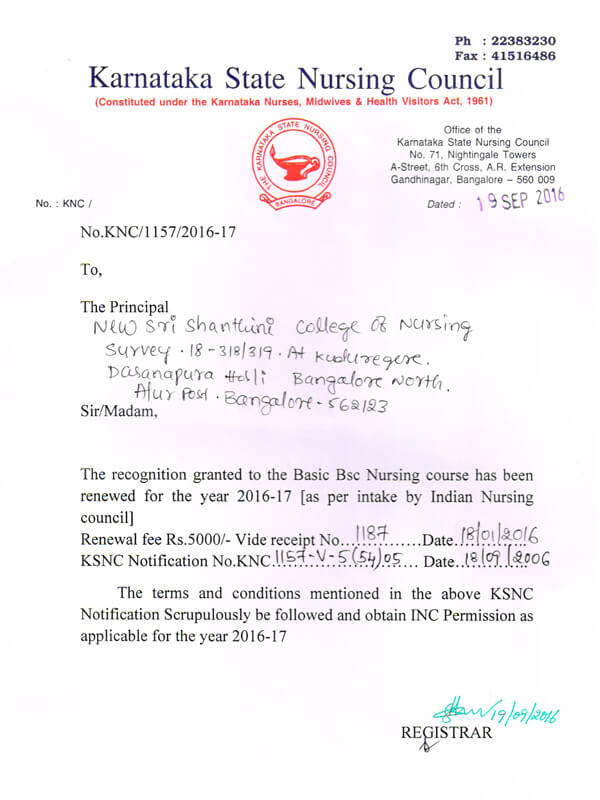 Ph : 22383230
Fax : 41516486
Karnataka State Nursing Council
(Constituted under the Karnataka Nurses, Midwives & Health Visitors Act, 1961)
THE KARNATAKA STATE NURSING COUNCIL
BANGALORE
Office of the
Karnataka State Nursing Council
No. 71, Nightingale Towers
A-Street, 6th Cross, A.R. Extension
Gandhinagar, Bangalore – 560 009
No. : KNC /
Dated : 19 SEP 2016
No.KNC/1157/2016-17
To,
The Principal
New Sri Shanthini College of Nursing
Survey . 18-318/319 . At Kuduregere.
Dasanapura Hobli Bangalore North.
Alur Post . Bangalore - 562123
Sir/Madam,
The recognition granted to the Basic Bsc Nursing course has been
renewed for the year 2016-17 [as per intake by Indian Nursing
council]
Renewal fee Rs.5000/- Vide receipt No. 1187 Date 18/01/2016
KSNC Notification No.KNC 1157-V-5(54)05 Date 18/09/2006
The terms and conditions mentioned in the above KSNC
Notification Scrupulously be followed and obtain INC Permission as
applicable for the year 2016-17
19/09/2016
REGISTRAR